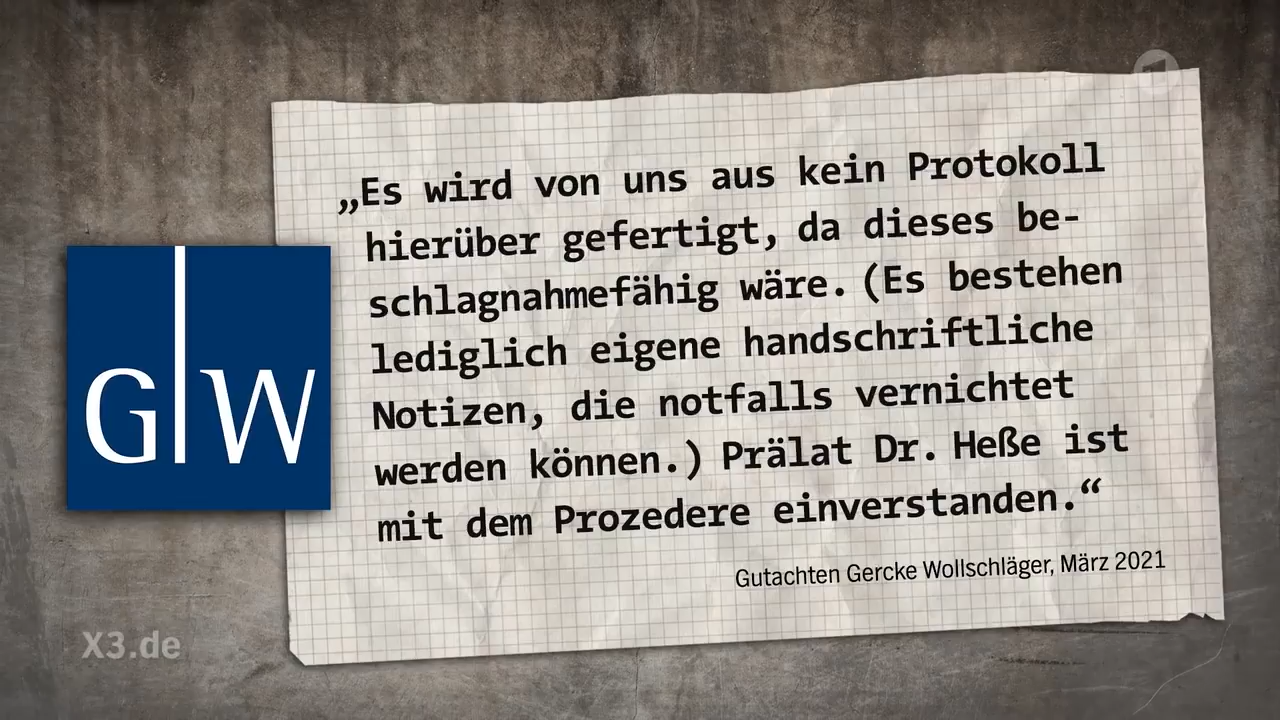 „Es wird von uns aus kein Protokoll
hierüber gefertigt, da dieses be-
schlagnahmefähig wäre. (Es bestehen
lediglich eigene handschriftliche
Notizen, die notfalls vernichtet
werden können.) Prälat Dr. Heße ist
mit dem Prozedere einverstanden.“
Gutachten Gercke Wollschläger, März 2021
G W
X3.de